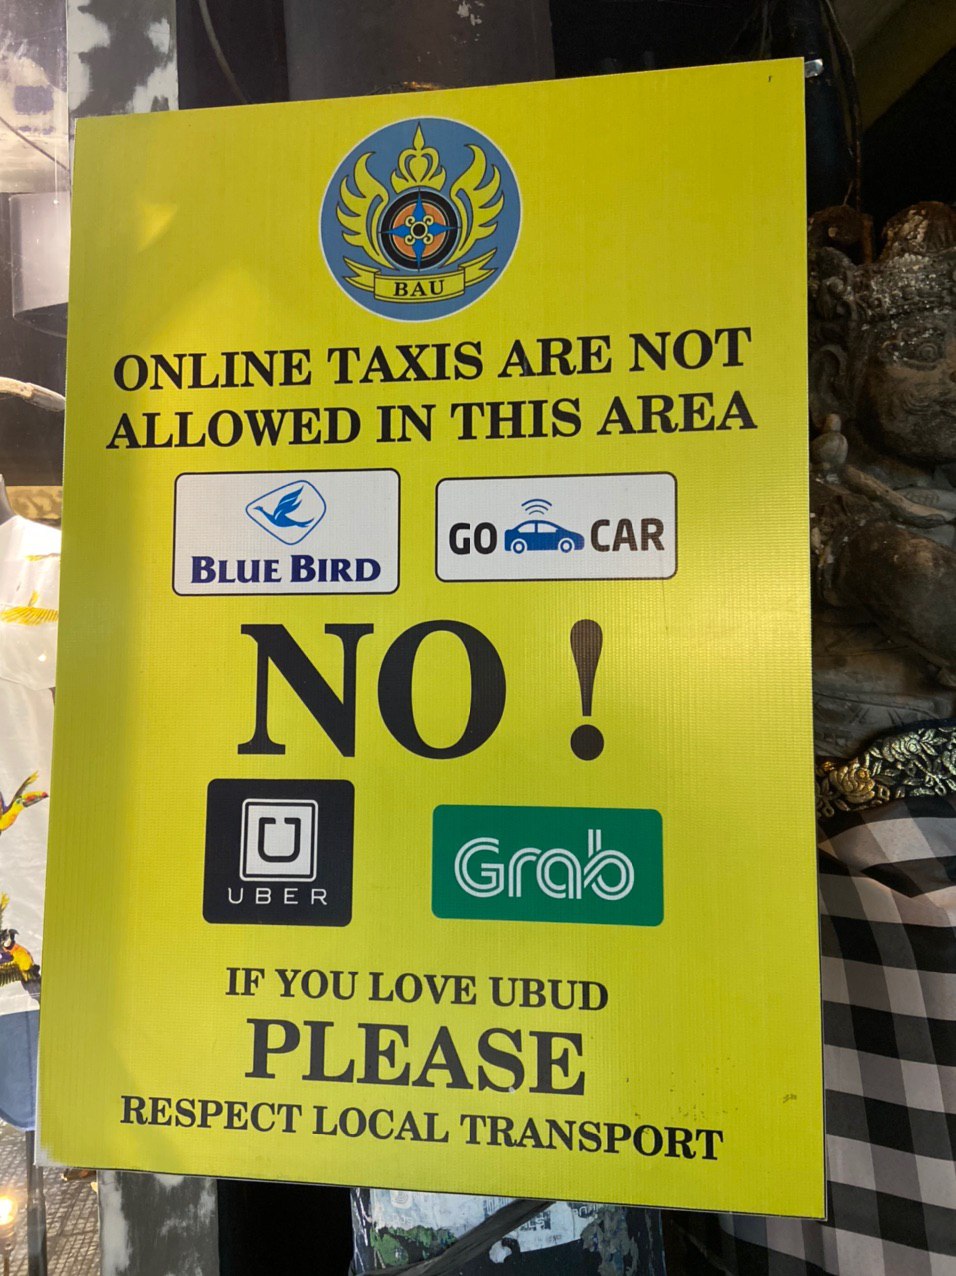 BAU
ONLINE TAXIS ARE NOT
ALLOWED IN THIS AREA
BLUE BIRD
GO CAR
NO!
UBER
Grab
IF YOU LOVE UBUD
PLEASE
RESPECT LOCAL TRANSPORT